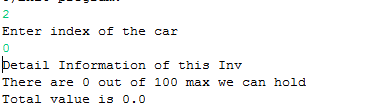 2
Enter index of the car
0
Detail Information of this Inv
There are 0 out of 100 max we can hold
Total value is 0.0